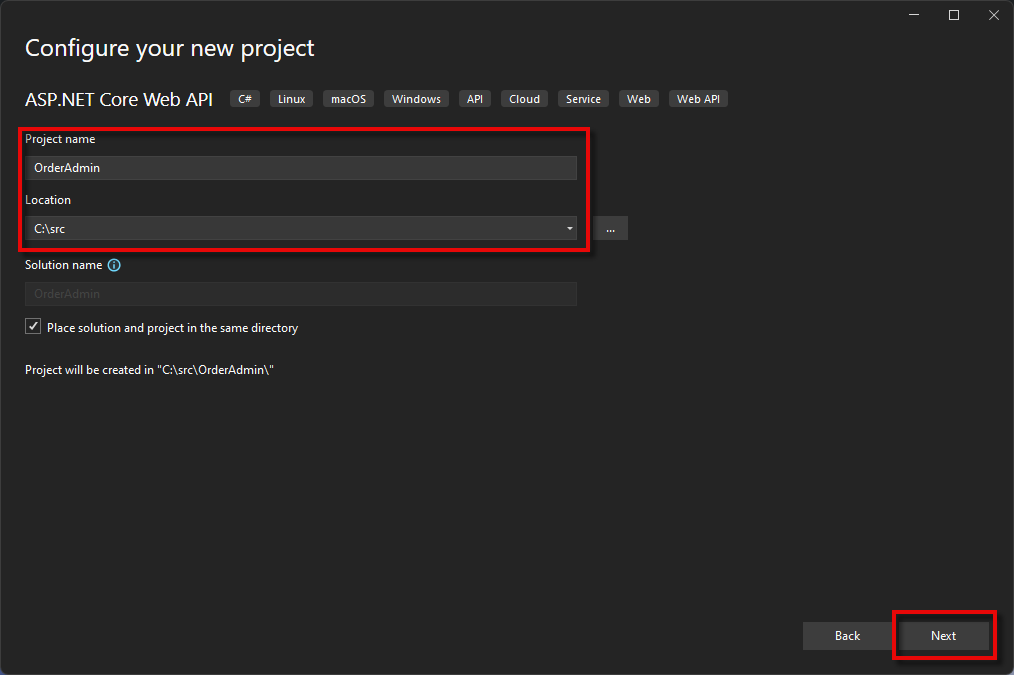 Configure your new project
ASP.NET Core Web API C# Linux macOS Windows API Cloud Service Web Web API
Project name
OrderAdmin
Location
C:\src
...
Solution name
OrderAdmin
Place solution and project in the same directory
Project will be created in "C:\src\OrderAdmin\"
Back Next